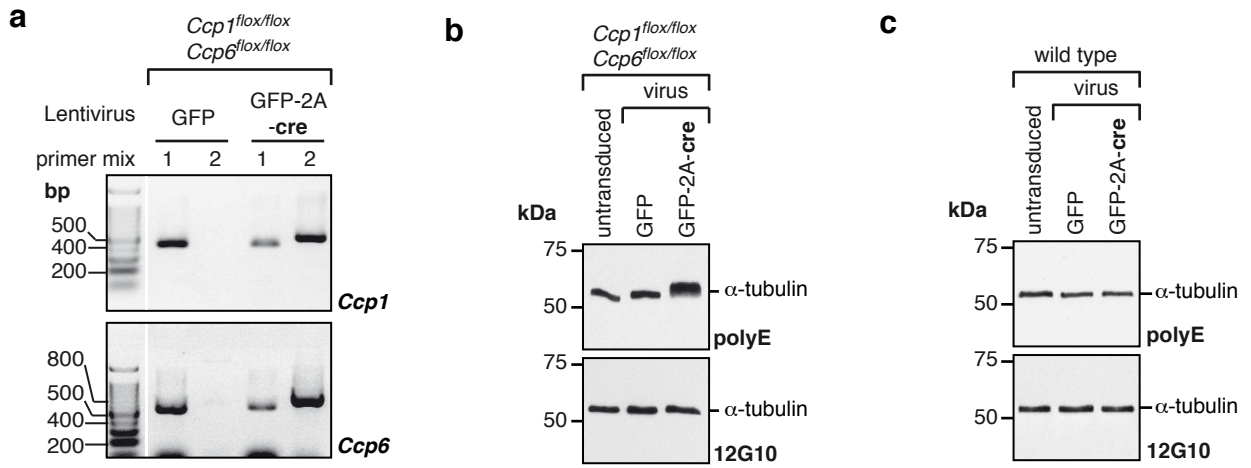 a
Ccp1flox/flox
Ccp6flox/flox
Lentivirus GFP GFP-2A
-cre
primer mix 1 2 1 2
bp
500
400
200
Ccp1
800
500
400
200
Ccp6
b
Ccp1flox/flox
Ccp6flox/flox
virus
untransduced
GFP
GFP-2A-cre
kDa
75
50
α-tubulin
polyE
75
50
α-tubulin
12G10
c
wild type
virus
untransduced
GFP
GFP-2A-cre
kDa
75
50
α-tubulin
polyE
75
50
α-tubulin
12G10